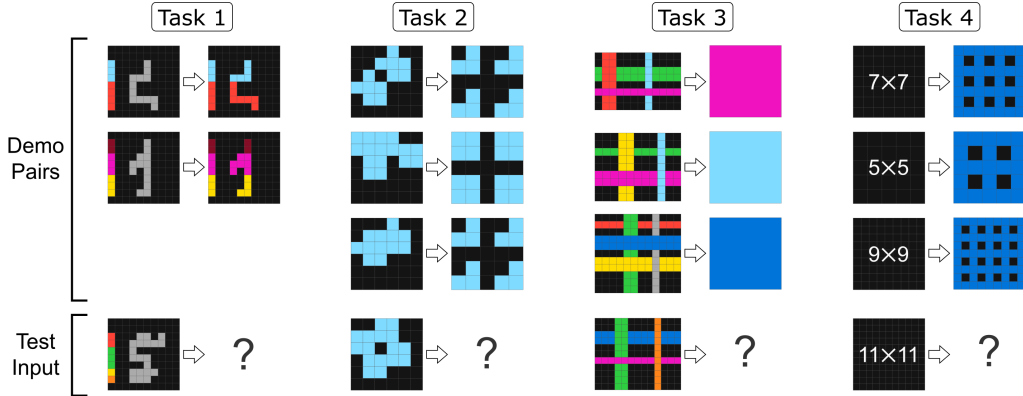 Task 1
Task 2
Task 3
Task 4
Demo
Pairs
7×7
5×5
9×9
Test
Input
?
?
?
11×11
?